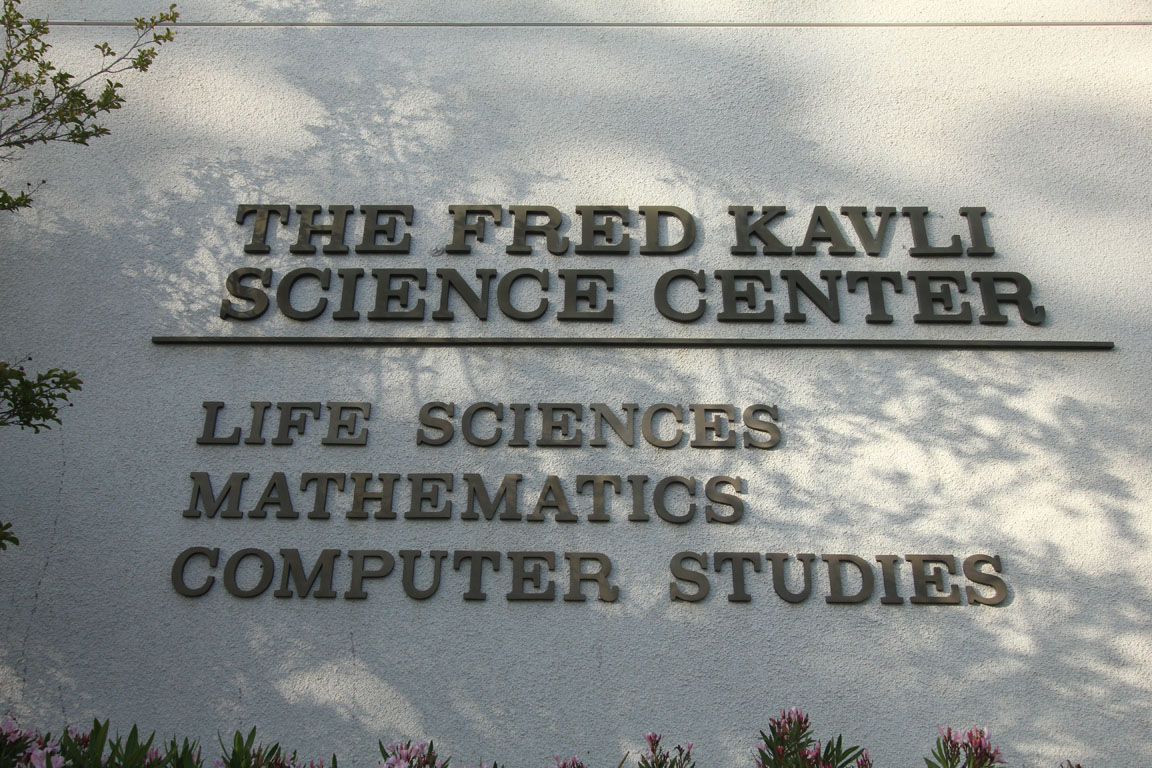 THE FRED KAVLI
SCIENCE CENTER
LIFE SCIENCES
MATHEMATICS
COMPUTER STUDIES